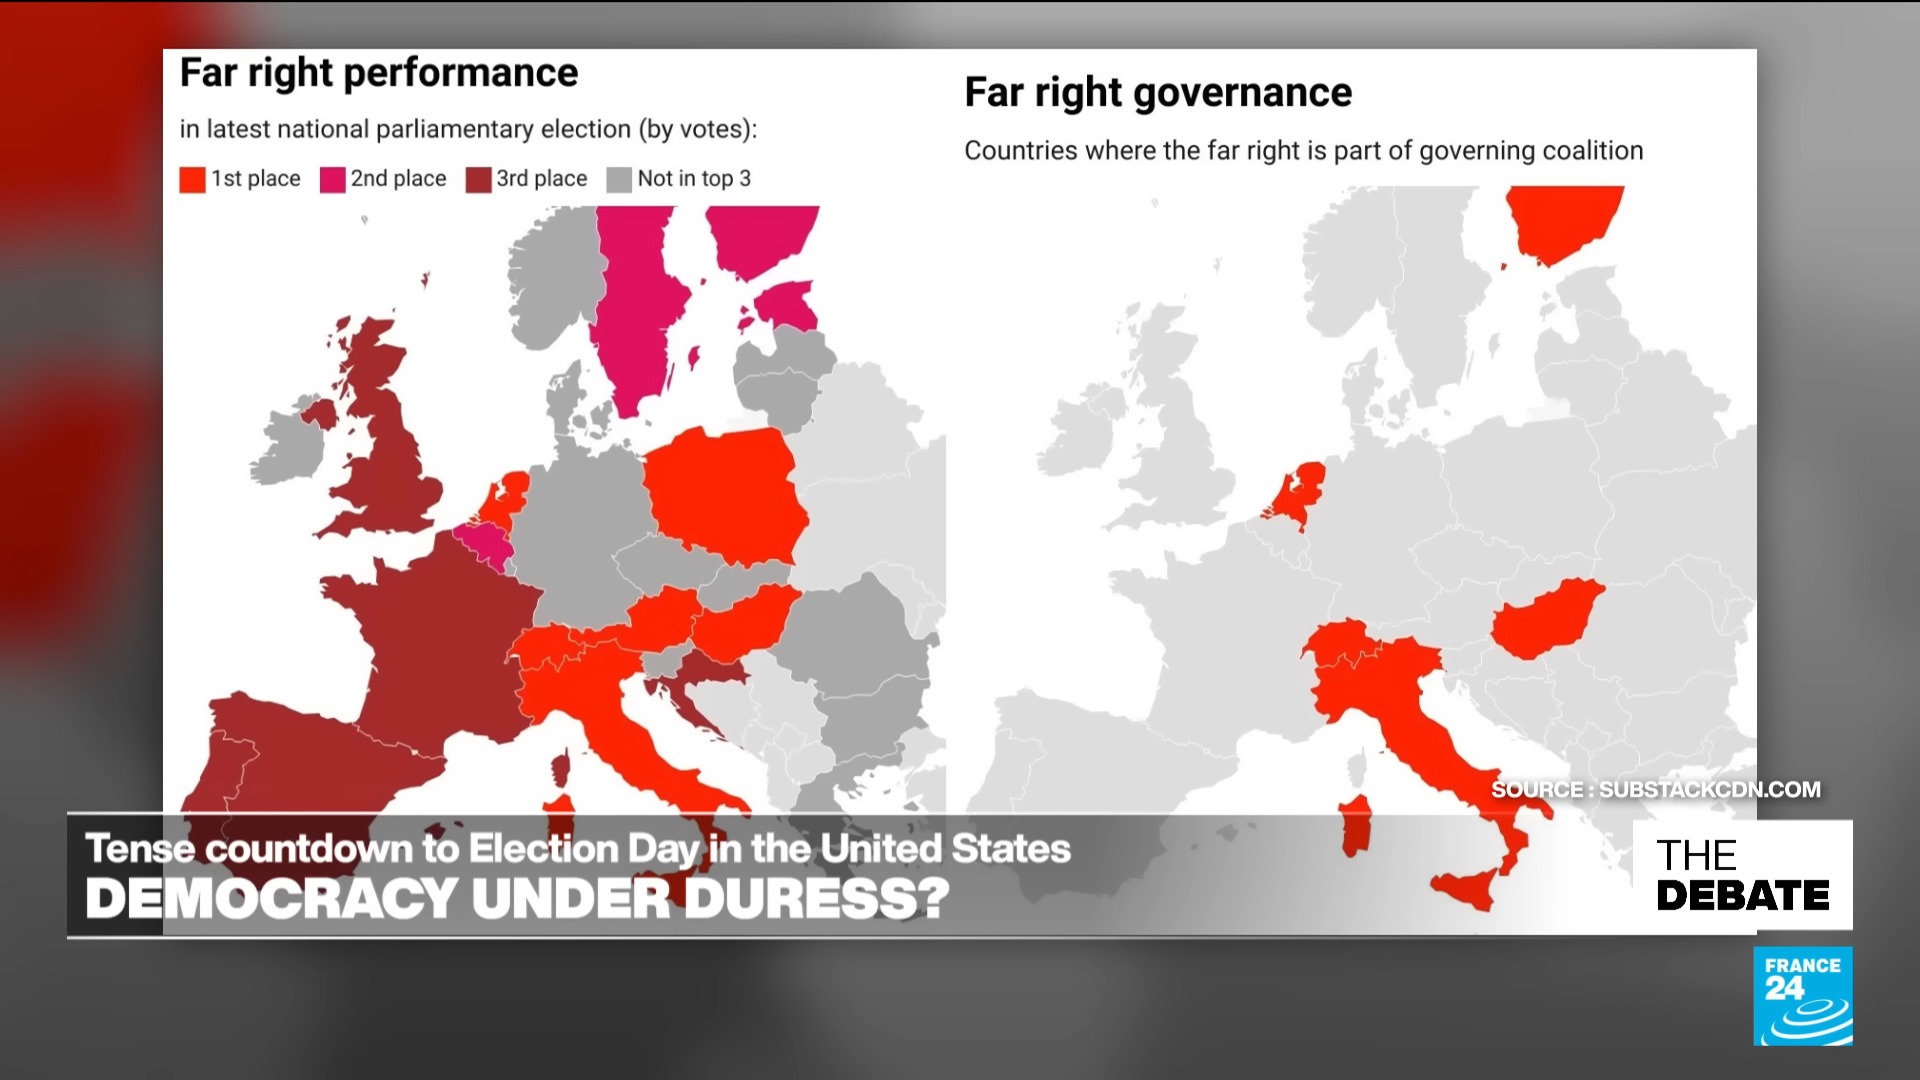 Far right performance
in latest national parliamentary election (by votes):
1st place 2nd place 3rd place Not in top 3
Far right governance
Countries where the far right is part of governing coalition
SOURCE : SUBSTACKCDN.COM
Tense countdown to Election Day in the United States
DEMOCRACY UNDER DURESS?
THE
DEBATE
FRANCE
24